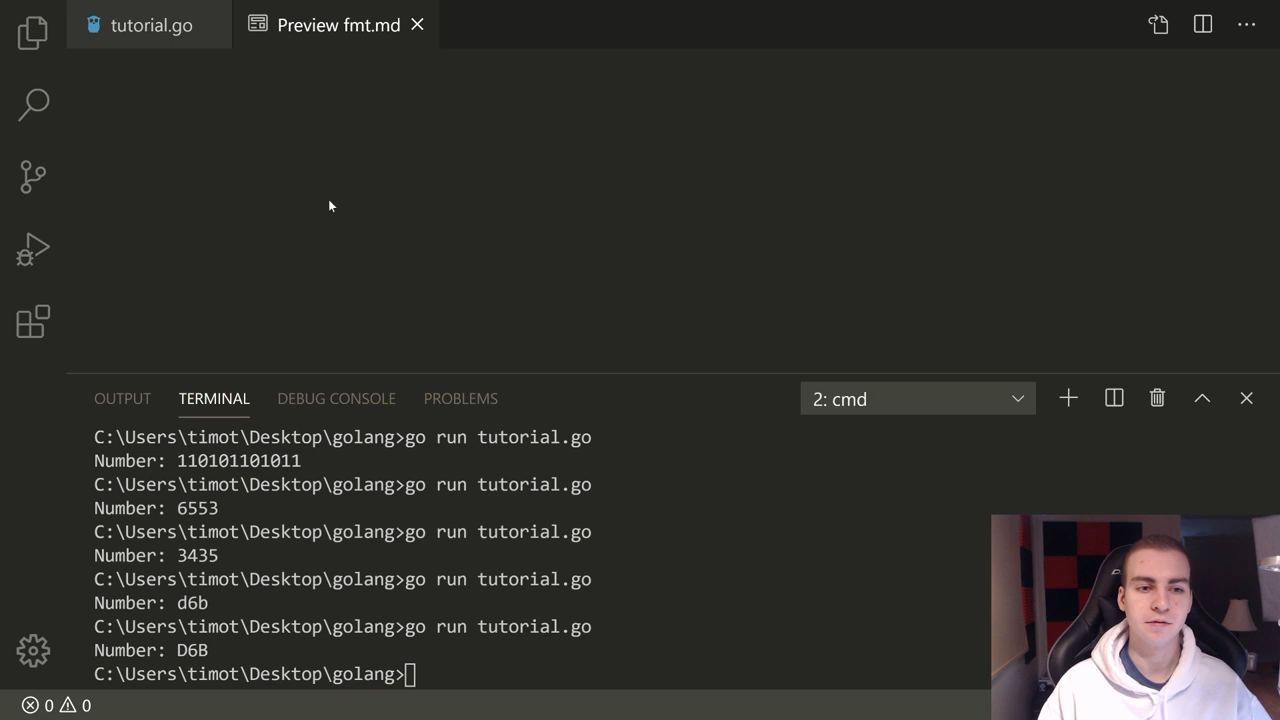 tutorial.go
Preview fmt.md
OUTPUT
TERMINAL
DEBUG CONSOLE
PROBLEMS
2: cmd
C:\Users\timot\Desktop\golang>go run tutorial.go
Number: 110101101011
C:\Users\timot\Desktop\golang>go run tutorial.go
Number: 6553
C:\Users\timot\Desktop\golang>go run tutorial.go
Number: 3435
C:\Users\timot\Desktop\golang>go run tutorial.go
Number: d6b
C:\Users\timot\Desktop\golang>go run tutorial.go
Number: D6B
C:\Users\timot\Desktop\golang>
0
0